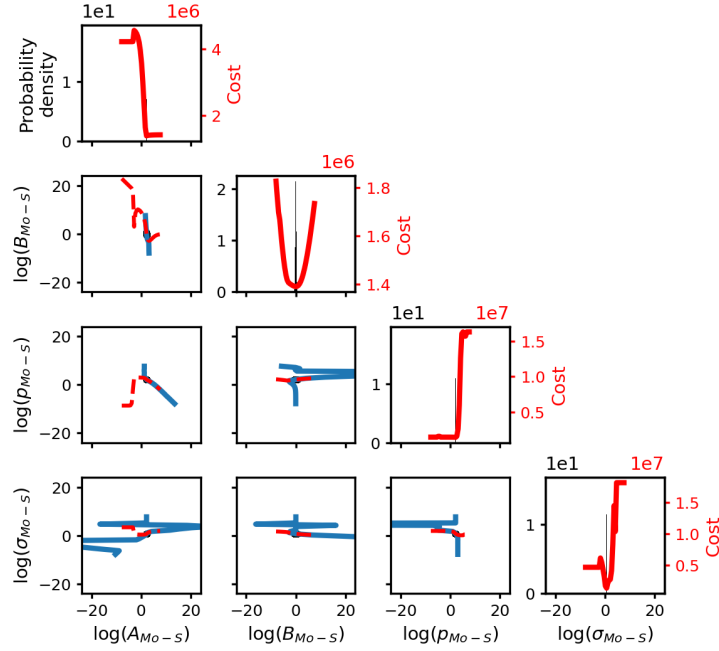 1e1 1e6
Probability
density
1
0
4
2
Cost
1e6
log(B_{Mo−S})
20
0
−20
2
1
0
1.8
1.6
1.4
Cost
1e7
1e1
log(p_{Mo−S})
20
0
−20
1
0
1.5
1.0
0.5
Cost
1e1 1e7
log(σ_{Mo−S})
20
0
−20
1
0
1.5
1.0
0.5
Cost
−20 0 20
−20 0 20
−20 0 20
−20 0 20
log(A_{Mo−S}) log(B_{Mo−S}) log(p_{Mo−S}) log(σ_{Mo−S})